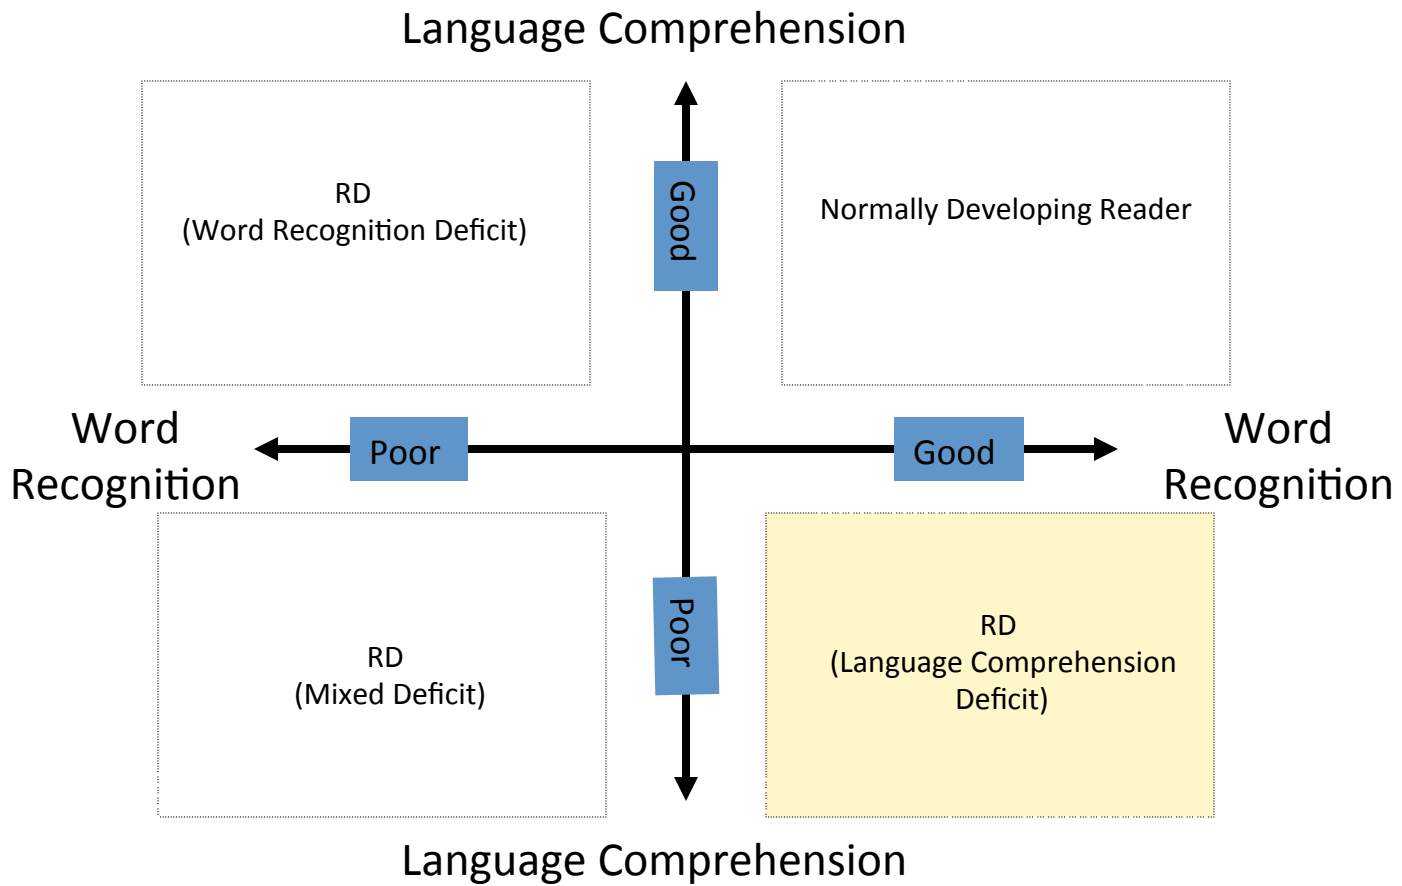 Language Comprehension
RD
(Word Recognition Deficit)
Good
Normally Developing Reader
Word
Recognition
Poor
Good
Word
Recognition
RD
(Mixed Deficit)
Poor
RD
(Language Comprehension
Deficit)
Language Comprehension